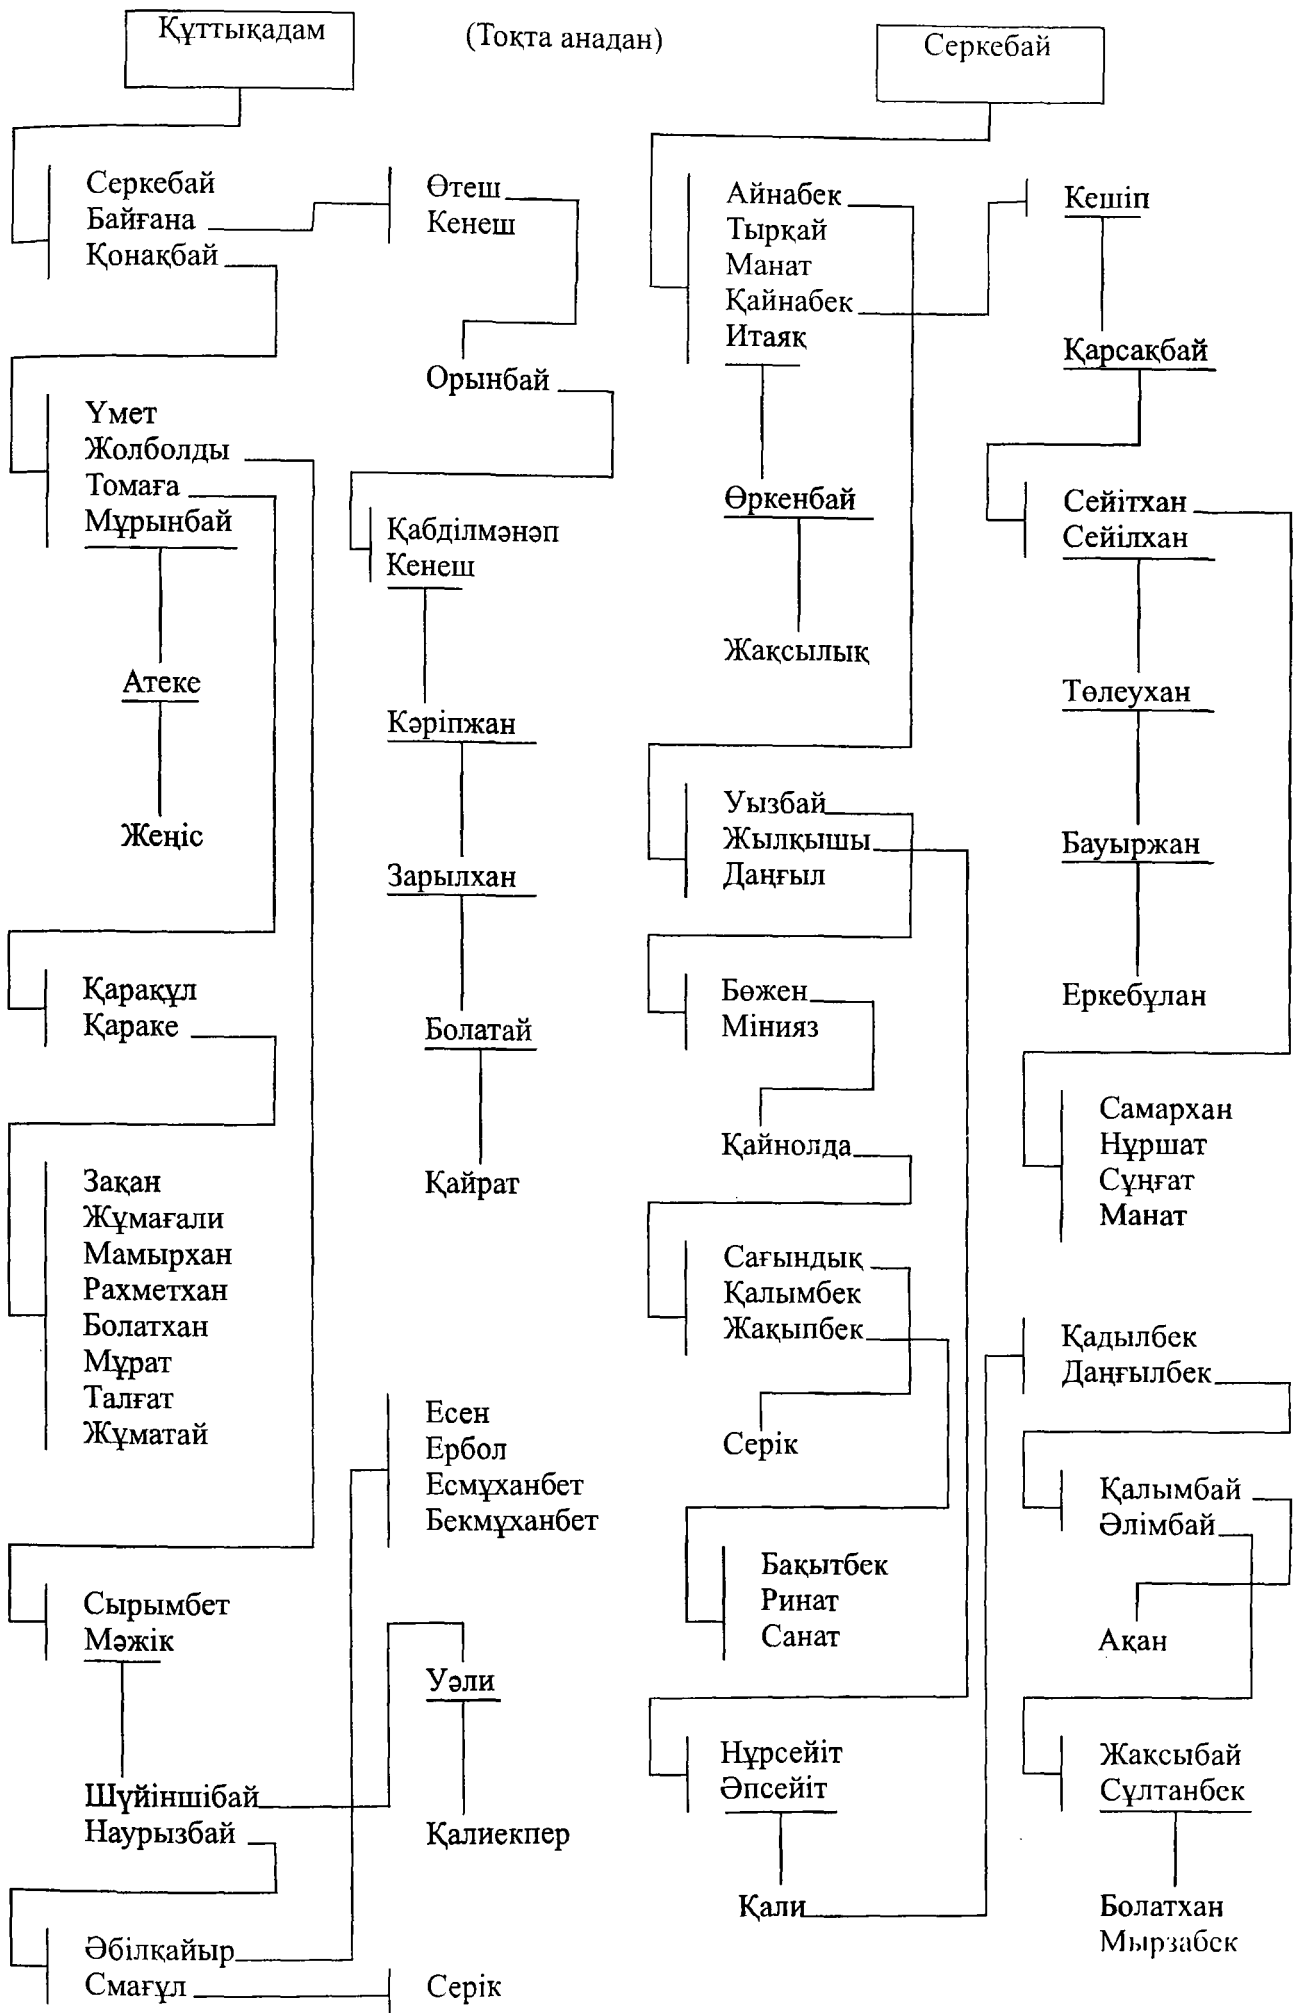 Құттықадам
(Тоқта анадан)
Серкебай
Серкебай
Байғана
Қонақбай
Өтеш
Кенеш
Орынбай
Үмет
Жолболды
Томаға
Мұрынбай
Қабділмәнәп
Кенеш
Атеке
Жеңіс
Кәріпжан
Зарылхан
Болатай
Қайрат
Қарақұл
Қараке
Зақан
Жұмағали
Мамырхан
Рахметхан
Болатхан
Мұрат
Талғат
Жұматай
Есен
Ербол
Есмұханбет
Бекмұханбет
Сырымбет
Мәжік
Уәли
Шүйіншібай
Наурызбай
Қалиекпер
Әбілқайыр
Смағұл
Серік
Айнабек
Тырқай
Манат
Қайнабек
Итаяқ
Кешіп
Қарсақбай
Өркенбай
Жақсылық
Сейітхан
Сейілхан
Төлеухан
Бауыржан
Еркебұлан
Уызбай
Жылқышы
Даңғыл
Бөжен
Мінияз
Қайнолда
Самархан
Нұршат
Сұңғат
Манат
Сағындық
Қалымбек
Жақыпбек
Серік
Бақытбек
Ринат
Санат
Қадылбек
Даңғылбек
Қалымбай
Әлімбай
Ақан
Нұрсейіт
Әпсейіт
Қали
Жақсыбай
Сұлтанбек
Болатхан
Мырзабек